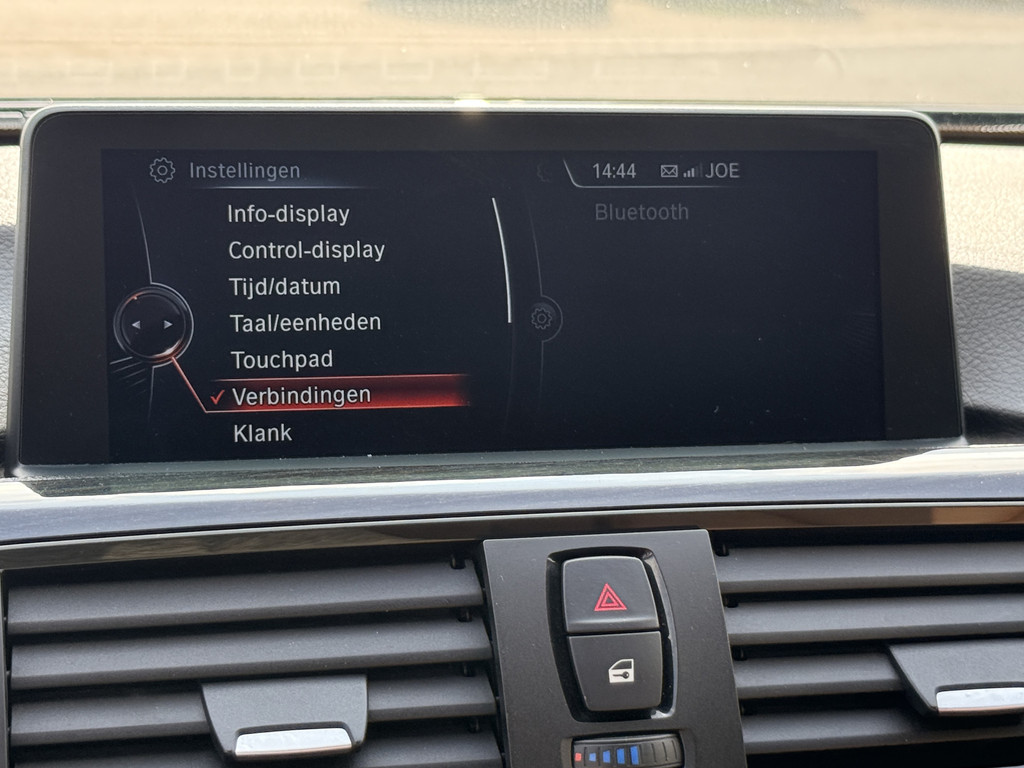 Instellingen
14:44 JOE
Info-display
Control-display
Tijd/datum
Taal/eenheden
Touchpad
Verbindingen
Klank
Bluetooth